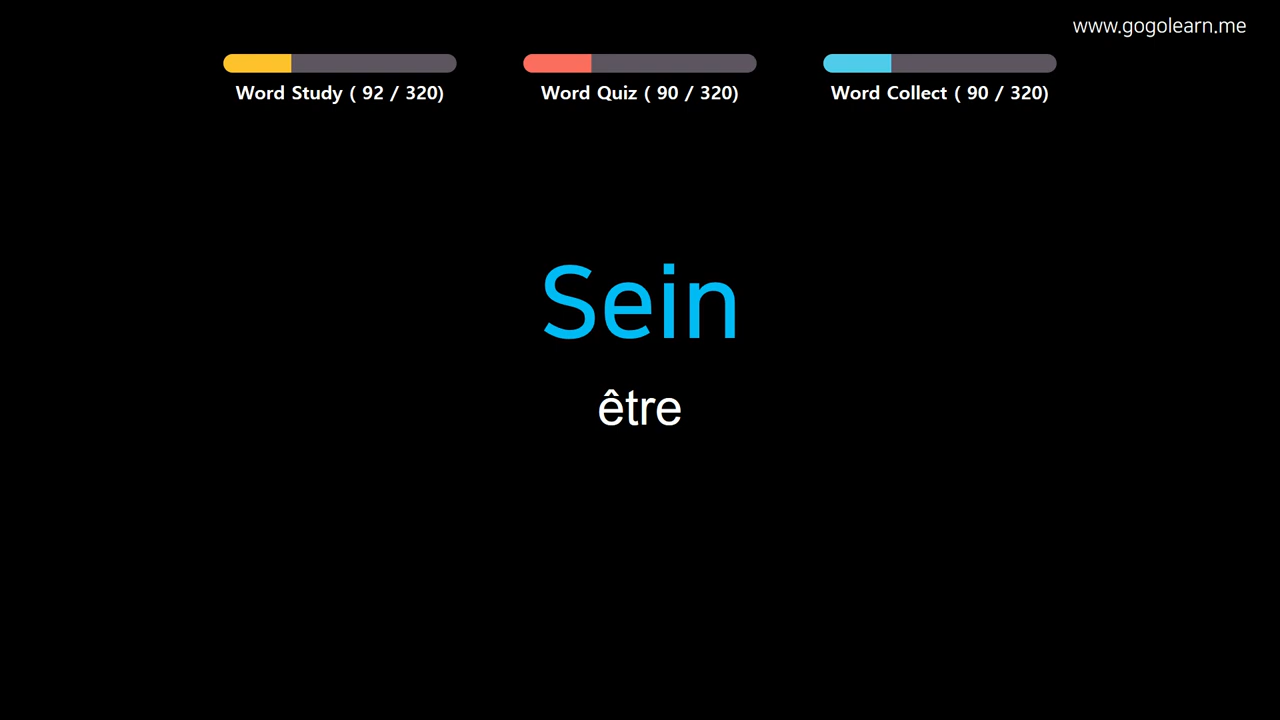 www.gogolearn.me
Word Study ( 92 / 320)
Word Quiz ( 90 / 320)
Word Collect ( 90 / 320)
Sein
être